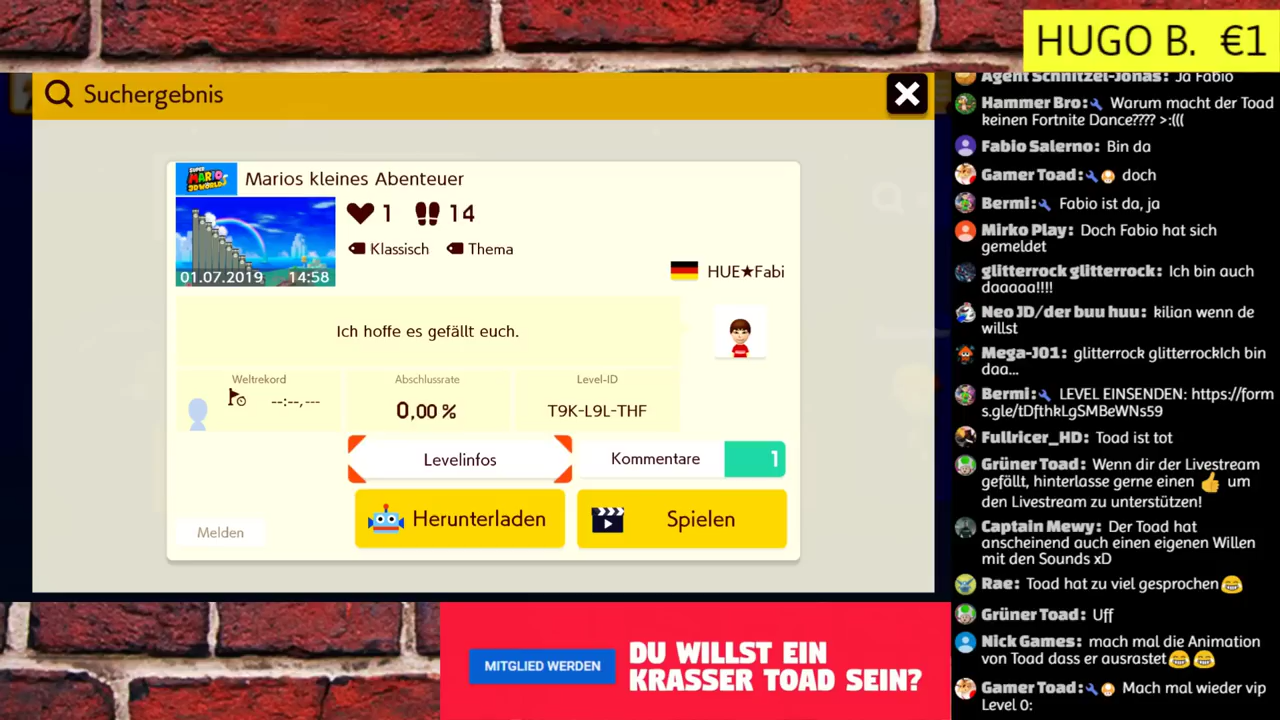 HUGO B. €1
Suchergebnis
SUPER MARIO 3D WORLD
Marios kleines Abenteuer
1
14
Klassisch
Thema
01.07.2019 14:58
HUE★Fabi
Ich hoffe es gefällt euch.
Weltrekord
--:--,---
Abschlussrate
0,00 %
Level-ID
T9K-L9L-THF
Levelinfos
Kommentare
1
Melden
Herunterladen
Spielen
MITGLIED WERDEN
DU WILLST EIN
KRASSER TOAD SEIN?
Agent Schnitzel-Jonas: Ja Fabio
Hammer Bro: Warum macht der Toad
keinen Fortnite Dance???? >:(((
Fabio Salerno: Bin da
Gamer Toad: doch
Bermi: Fabio ist da, ja
Mirko Play: Doch Fabio hat sich
gemeldet
glitterrock glitterrock: Ich bin auch
daaaaa!!!!
Neo JD/der buu huu: kilian wenn de
willst
Mega-J01: glitterrock glitterrockIch bin
daa...
Bermi: LEVEL EINSENDEN: https://form
s.gle/tDfthkLgSMBeWNs59
Fullricer_HD: Toad ist tot
Grüner Toad: Wenn dir der Livestream
gefällt, hinterlasse gerne einen 👍 um
den Livestream zu unterstützen!
Captain Mewy: Der Toad hat
anscheinend auch einen eigenen Willen
mit den Sounds xD
Rae: Toad hat zu viel gesprochen😂
Grüner Toad: Uff
Nick Games: mach mal die Animation
von Toad dass er ausrastet😂😂
Gamer Toad: Mach mal wieder vip
Level 0: